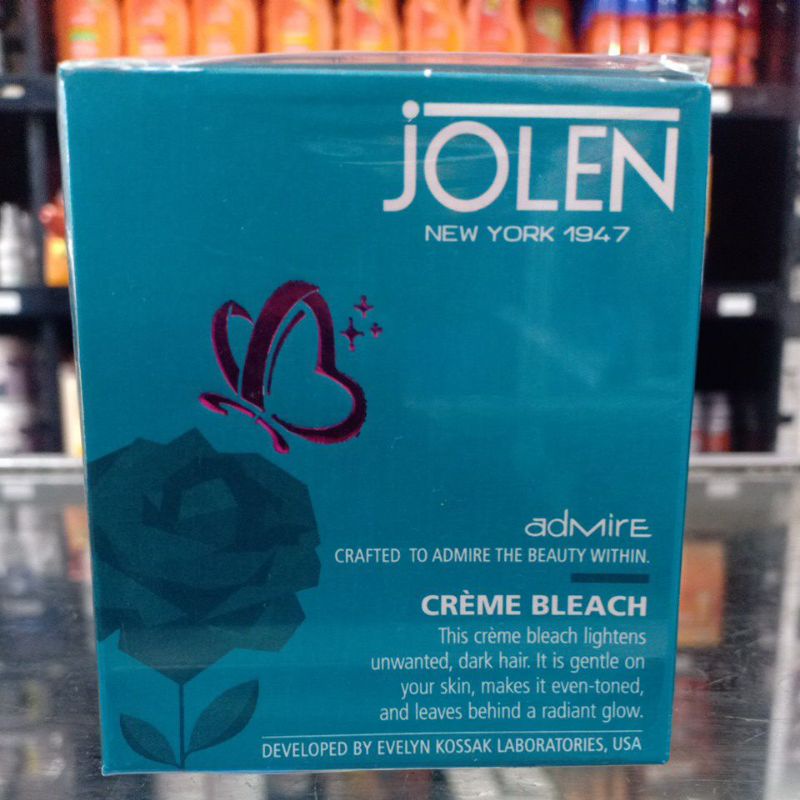 JOLEN
NEW YORK 1947
admire
CRAFTED TO ADMIRE THE BEAUTY WITHIN.
CRÈME BLEACH
This crème bleach lightens
unwanted, dark hair. It is gentle on
your skin, makes it even-toned,
and leaves behind a radiant glow.
DEVELOPED BY EVELYN KOSSAK LABORATORIES, USA